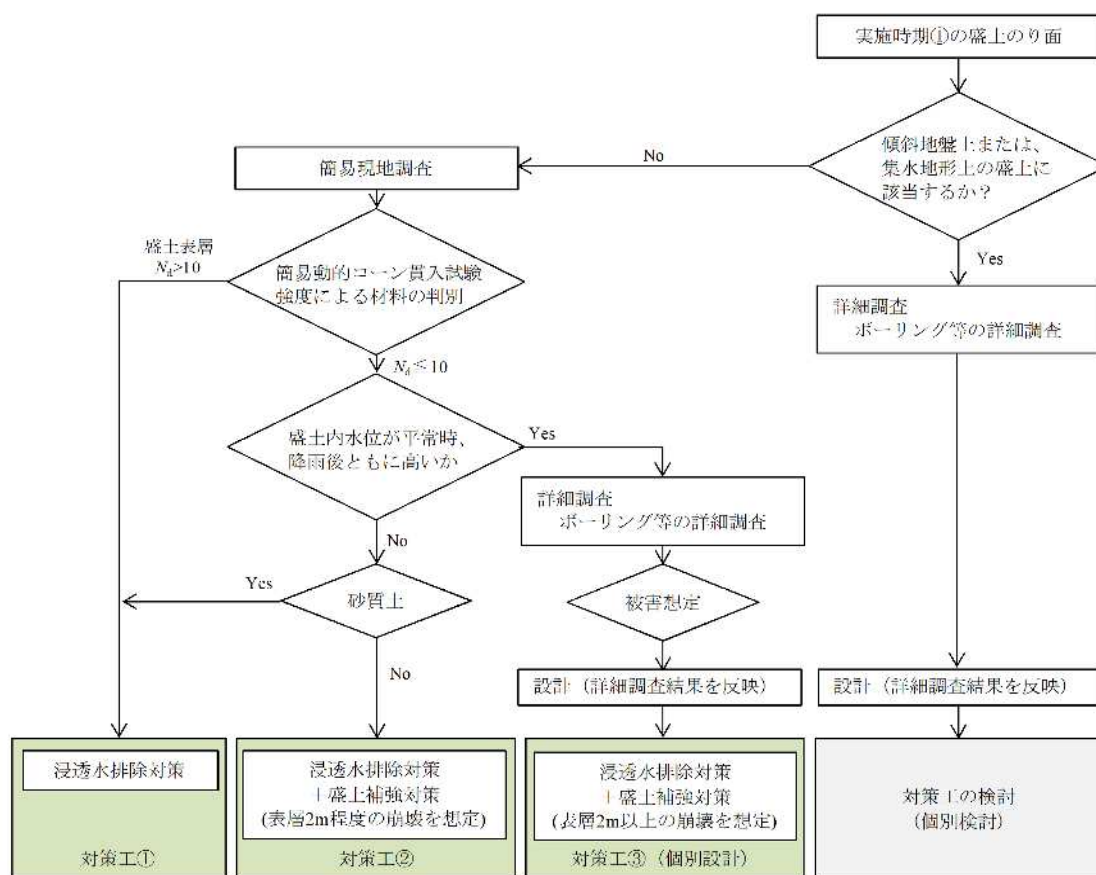 実施時期①の盛土のり面
傾斜地盤上または、
集水地形上の盛土に
該当するか？
No
Yes
簡易現地調査
盛土表層
Nd>10
簡易動的コーン貫入試験
強度による材料の判別
Nd≤10
詳細調査
ボーリング等の詳細調査
盛土内水位が平常時、
降雨後ともに高いか
Yes
No
詳細調査
ボーリング等の詳細調査
Yes
砂質土
No
被害想定
設計（詳細調査結果を反映）
設計（詳細調査結果を反映）
浸透水排除対策
対策工①
浸透水排除対策
＋盛土補強対策
(表層2m程度の崩壊を想定)
対策工②
浸透水排除対策
＋盛土補強対策
(表層2m以上の崩壊を想定)
対策工③（個別設計）
対策工の検討
（個別検討）